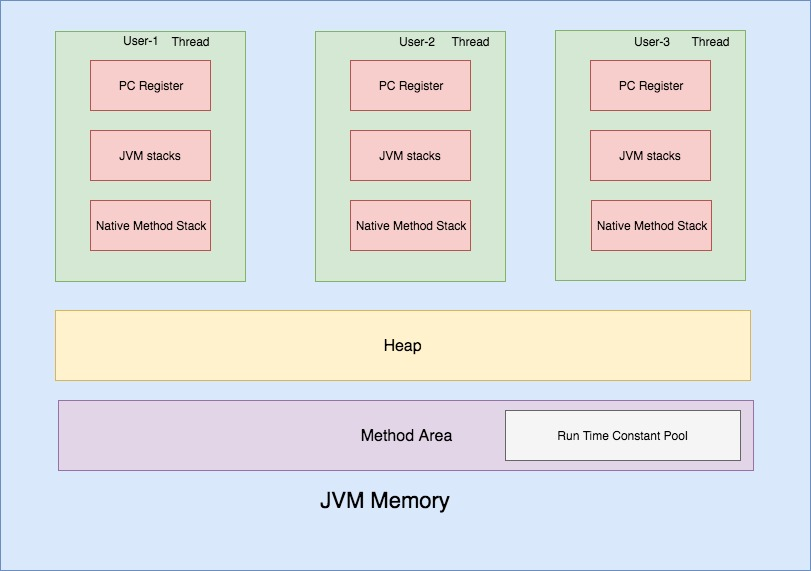 User-1 Thread
PC Register
JVM stacks
Native Method Stack
User-2 Thread
PC Register
JVM stacks
Native Method Stack
User-3 Thread
PC Register
JVM stacks
Native Method Stack
Heap
Method Area
Run Time Constant Pool
JVM Memory